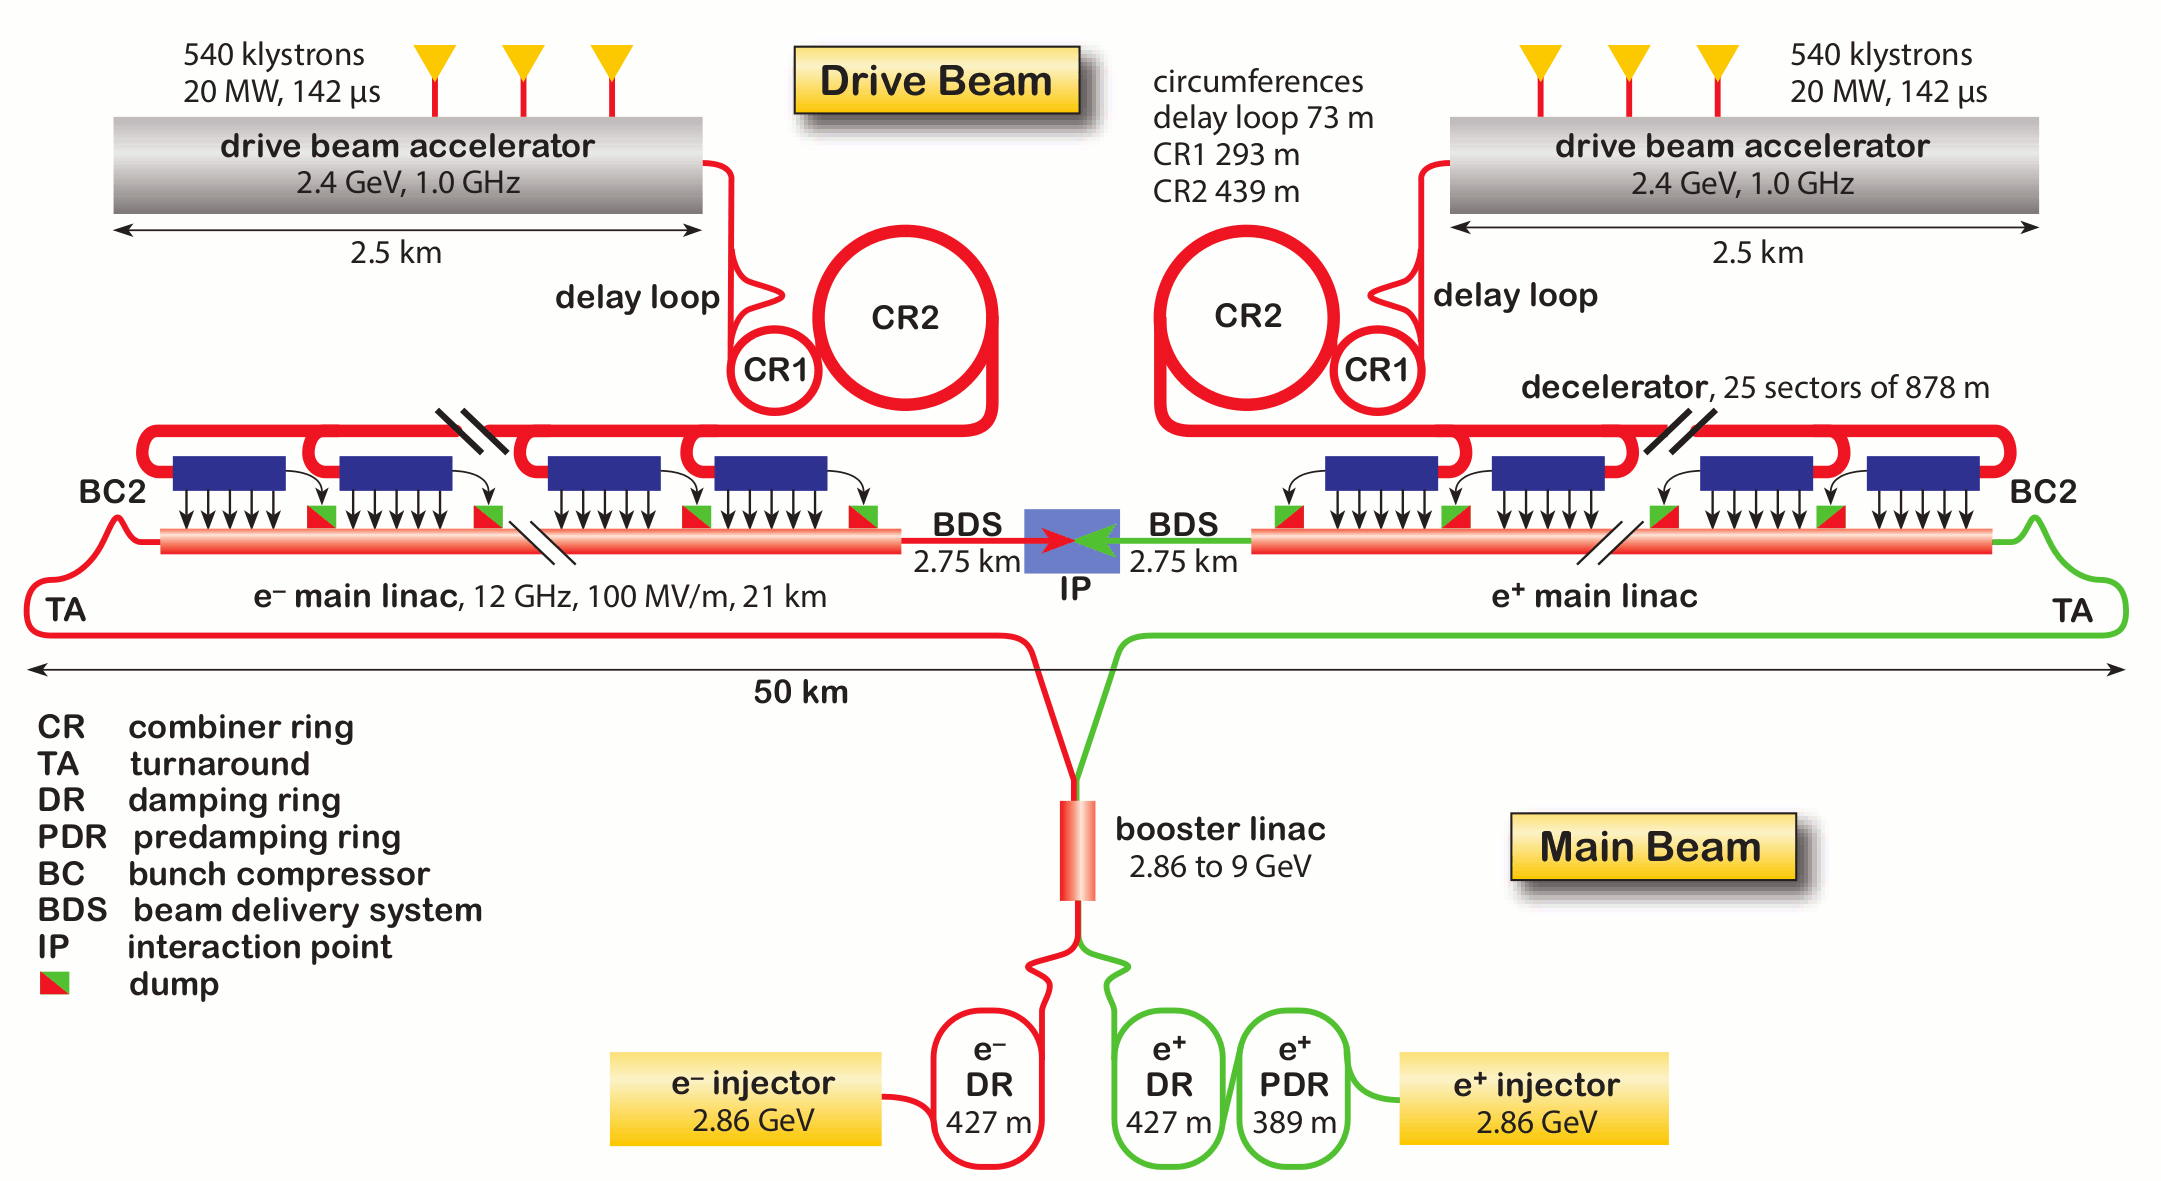 540 klystrons
20 MW, 142 µs
Drive Beam
circumferences
delay loop 73 m
CR1 293 m
CR2 439 m
540 klystrons
20 MW, 142 µs
drive beam accelerator
2.4 GeV, 1.0 GHz
drive beam accelerator
2.4 GeV, 1.0 GHz
2.5 km
2.5 km
delay loop
CR2
CR1
CR2
CR1
delay loop
decelerator, 25 sectors of 878 m
BC2
BC2
BDS
2.75 km
IP
BDS
2.75 km
TA
e– main linac, 12 GHz, 100 MV/m, 21 km
e+ main linac
TA
50 km
CR combiner ring
TA turnaround
DR damping ring
PDR predamping ring
BC bunch compressor
BDS beam delivery system
IP interaction point
dump
booster linac
2.86 to 9 GeV
Main Beam
e– injector
2.86 GeV
e–
DR
427 m
e+
DR
427 m
e+
PDR
389 m
e+ injector
2.86 GeV